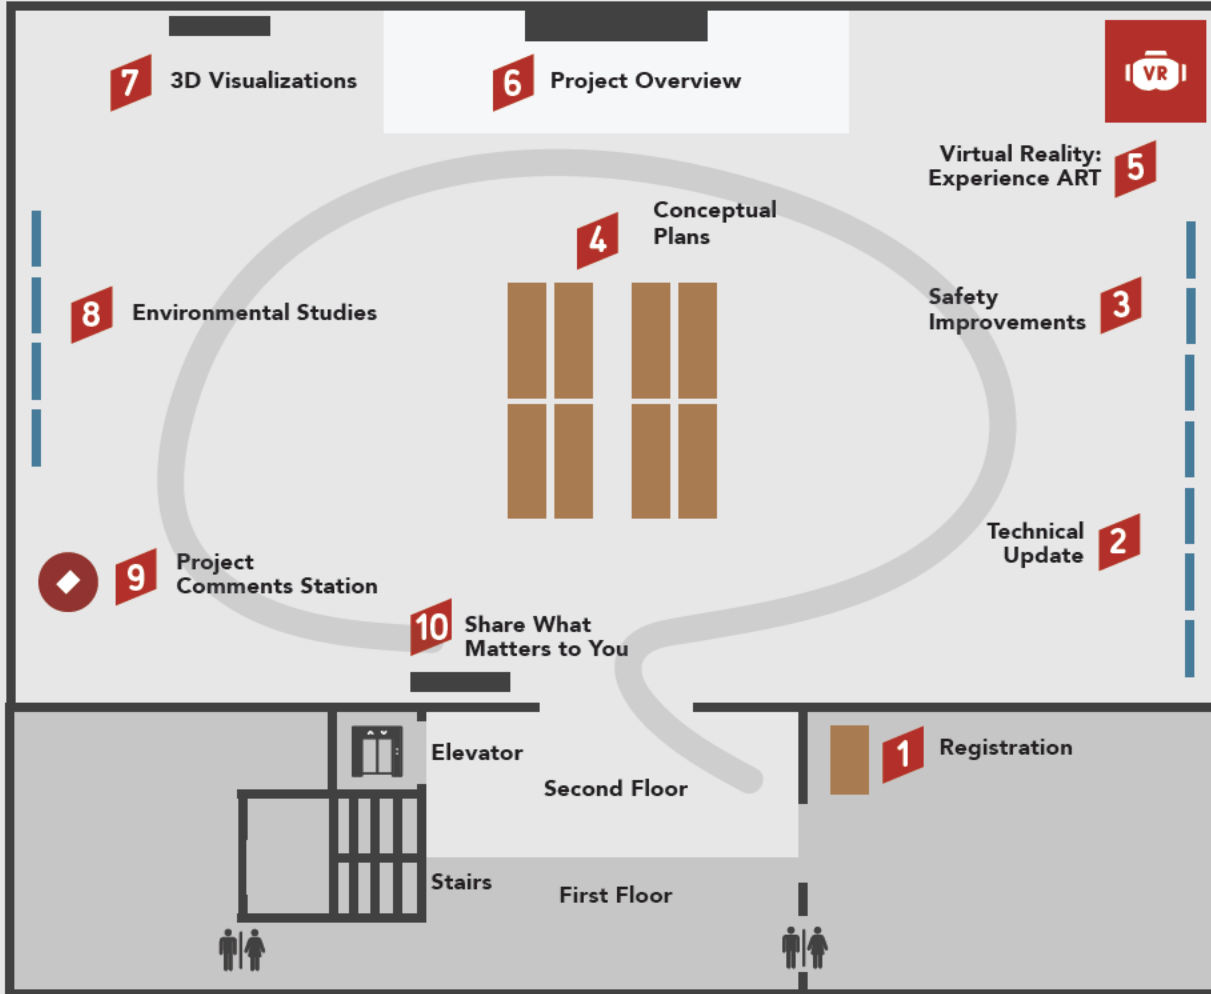 7 3D Visualizations
6 Project Overview
VR
Virtual Reality:
Experience ART
5
4 Conceptual
Plans
8 Environmental Studies
Safety
Improvements
3
Technical
Update
2
9 Project
Comments Station
10 Share What
Matters to You
Elevator
Second Floor
1 Registration
Stairs
First Floor